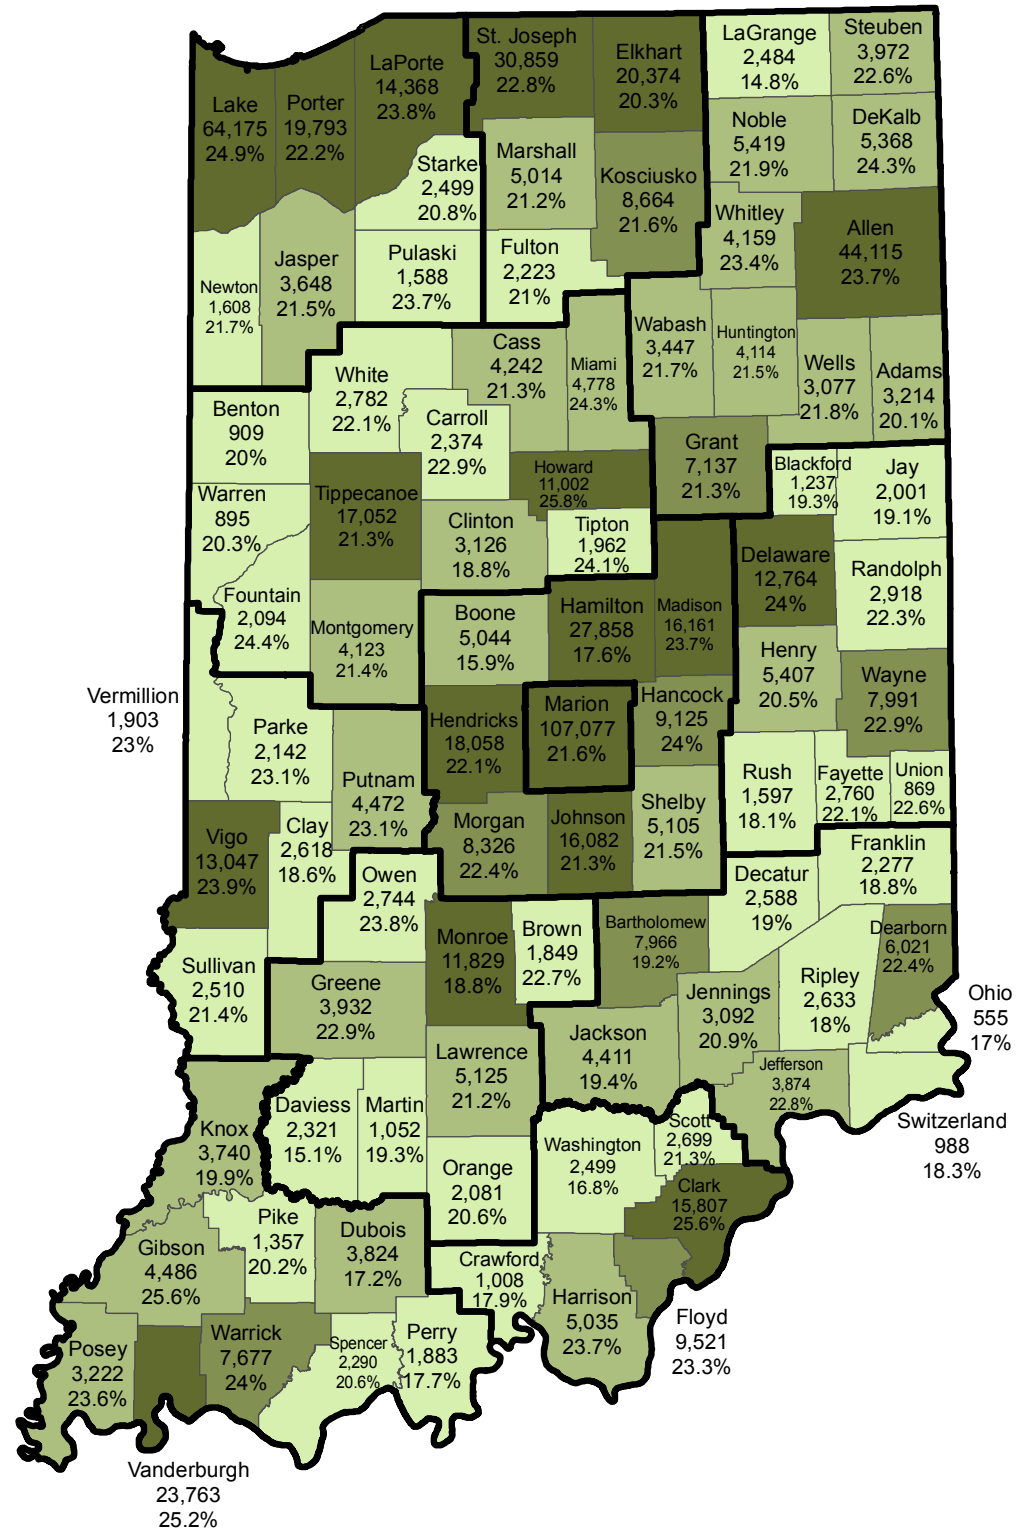 Lake
64,175
24.9%
Porter
19,793
22.2%
LaPorte
14,368
23.8%
St. Joseph
30,859
22.8%
Elkhart
20,374
20.3%
LaGrange
2,484
14.8%
Steuben
3,972
22.6%
Noble
5,419
21.9%
DeKalb
5,368
24.3%
Starke
2,499
20.8%
Marshall
5,014
21.2%
Kosciusko
8,664
21.6%
Whitley
4,159
23.4%
Allen
44,115
23.7%
Newton
1,608
21.7%
Jasper
3,648
21.5%
Pulaski
1,588
23.7%
Fulton
2,223
21%
Wabash
3,447
21.7%
Huntington
4,114
21.5%
Wells
3,077
21.8%
Adams
3,214
20.1%
White
2,782
22.1%
Cass
4,242
21.3%
Miami
4,778
24.3%
Benton
909
20%
Carroll
2,374
22.9%
Grant
7,137
21.3%
Blackford
1,237
19.3%
Jay
2,001
19.1%
Warren
895
20.3%
Tippecanoe
17,052
21.3%
Howard
11,002
25.8%
Clinton
3,126
18.8%
Tipton
1,962
24.1%
Delaware
12,764
24%
Randolph
2,918
22.3%
Fountain
2,094
24.4%
Montgomery
4,123
21.4%
Boone
5,044
15.9%
Hamilton
27,858
17.6%
Madison
16,161
23.7%
Henry
5,407
20.5%
Wayne
7,991
22.9%
Vermillion
1,903
23%
Parke
2,142
23.1%
Putnam
4,472
23.1%
Hendricks
18,058
22.1%
Marion
107,077
21.6%
Hancock
9,125
24%
Rush
1,597
18.1%
Fayette
2,760
22.1%
Union
869
22.6%
Vigo
13,047
23.9%
Clay
2,618
18.6%
Morgan
8,326
22.4%
Johnson
16,082
21.3%
Shelby
5,105
21.5%
Franklin
2,277
18.8%
Owen
2,744
23.8%
Decatur
2,588
19%
Sullivan
2,510
21.4%
Greene
3,932
22.9%
Monroe
11,829
18.8%
Brown
1,849
22.7%
Bartholomew
7,966
19.2%
Dearborn
6,021
22.4%
Jennings
3,092
20.9%
Ripley
2,633
18%
Ohio
555
17%
Jackson
4,411
19.4%
Lawrence
5,125
21.2%
Jefferson
3,874
22.8%
Switzerland
988
18.3%
Knox
3,740
19.9%
Daviess
2,321
15.1%
Martin
1,052
19.3%
Washington
2,499
16.8%
Scott
2,699
21.3%
Orange
2,081
20.6%
Clark
15,807
25.6%
Gibson
4,486
25.6%
Pike
1,357
20.2%
Dubois
3,824
17.2%
Crawford
1,008
17.9%
Harrison
5,035
23.7%
Floyd
9,521
23.3%
Posey
3,222
23.6%
Warrick
7,677
24%
Spencer
2,290
20.6%
Perry
1,883
17.7%
Vanderburgh
23,763
25.2%